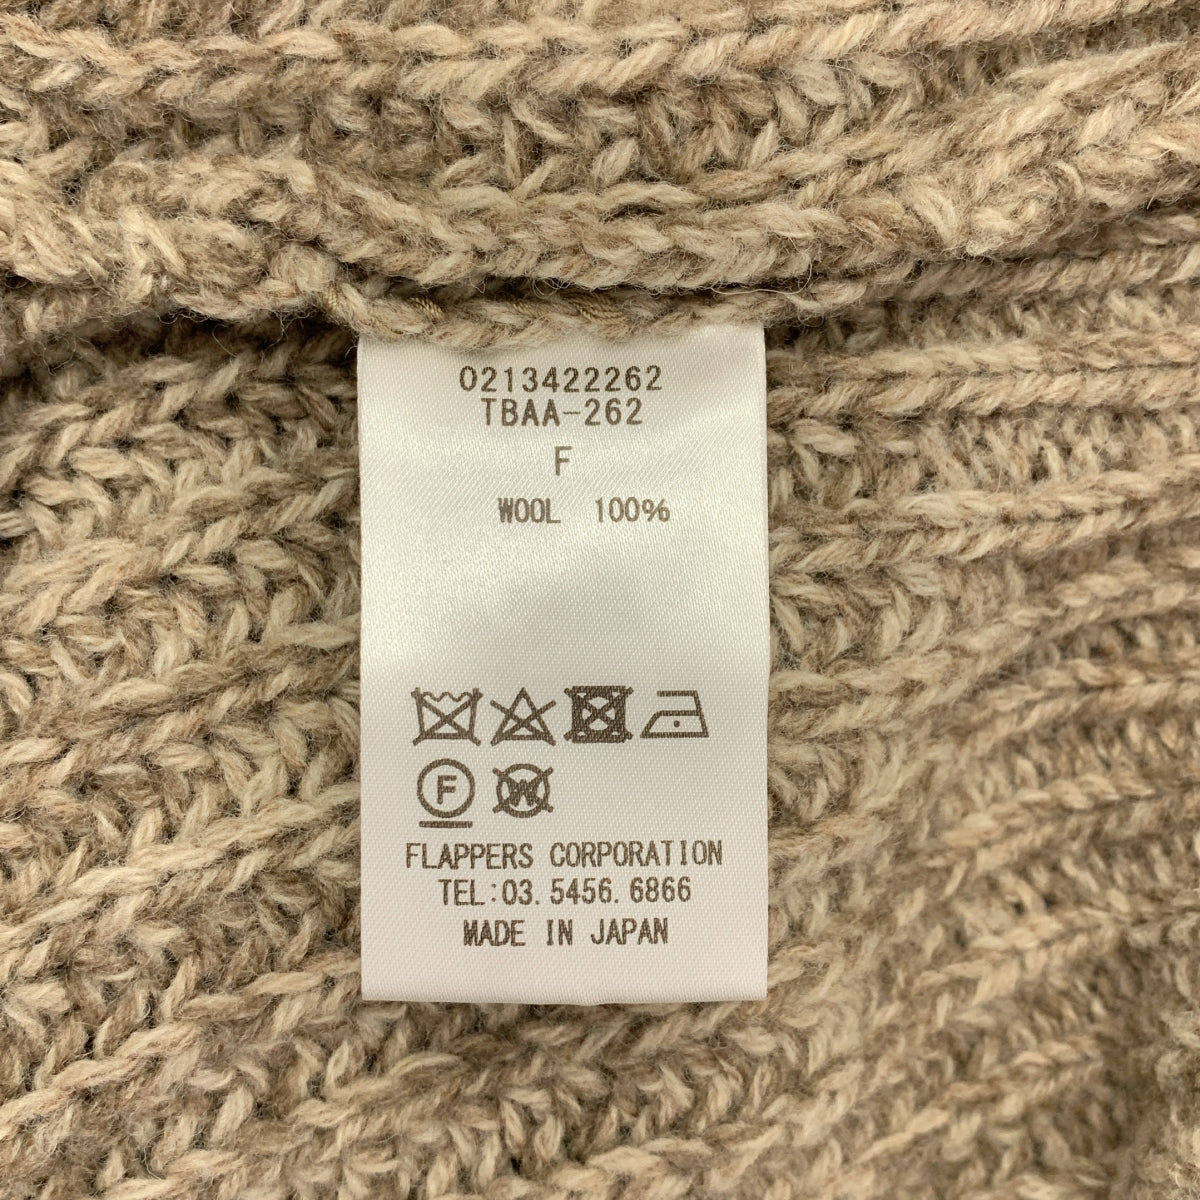 0213422262
TBAA-262
F
WOOL 100%
F W
FLAPPERS CORPORATION
TEL:03.5456.6866
MADE IN JAPAN